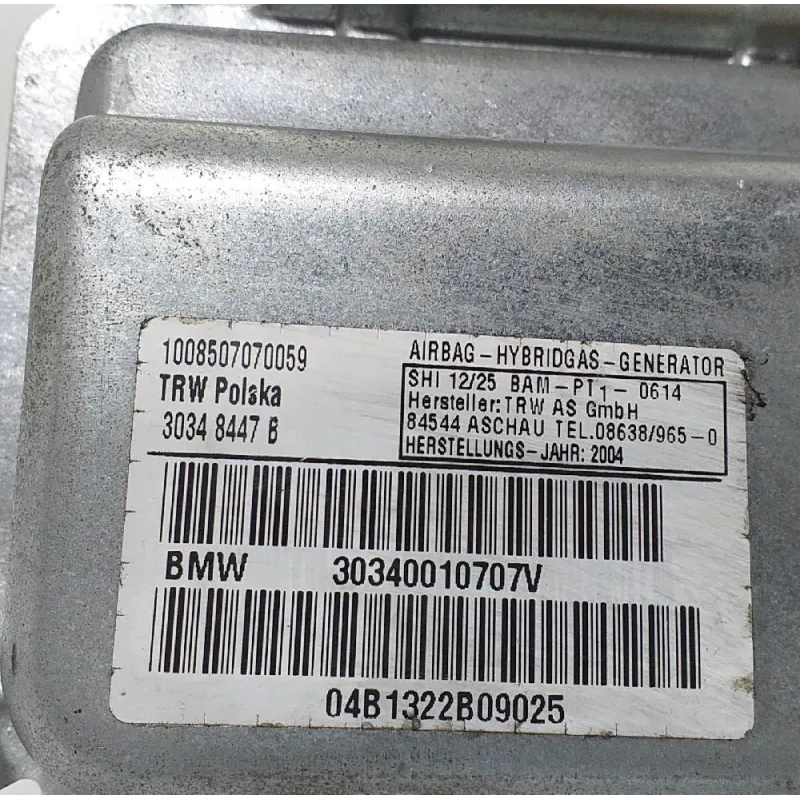 1008507070059
TRW Polska
3034 8447 B
AIRBAG-HYBRIDGAS-GENERATOR
SHI 12/25 BAM-PT1-0614
Hersteller: TRW AS GmbH
84544 ASCHAU TEL.08638/965-0
HERSTELLUNGS-JAHR: 2004
BMW 30340010707V
04B1322B09025